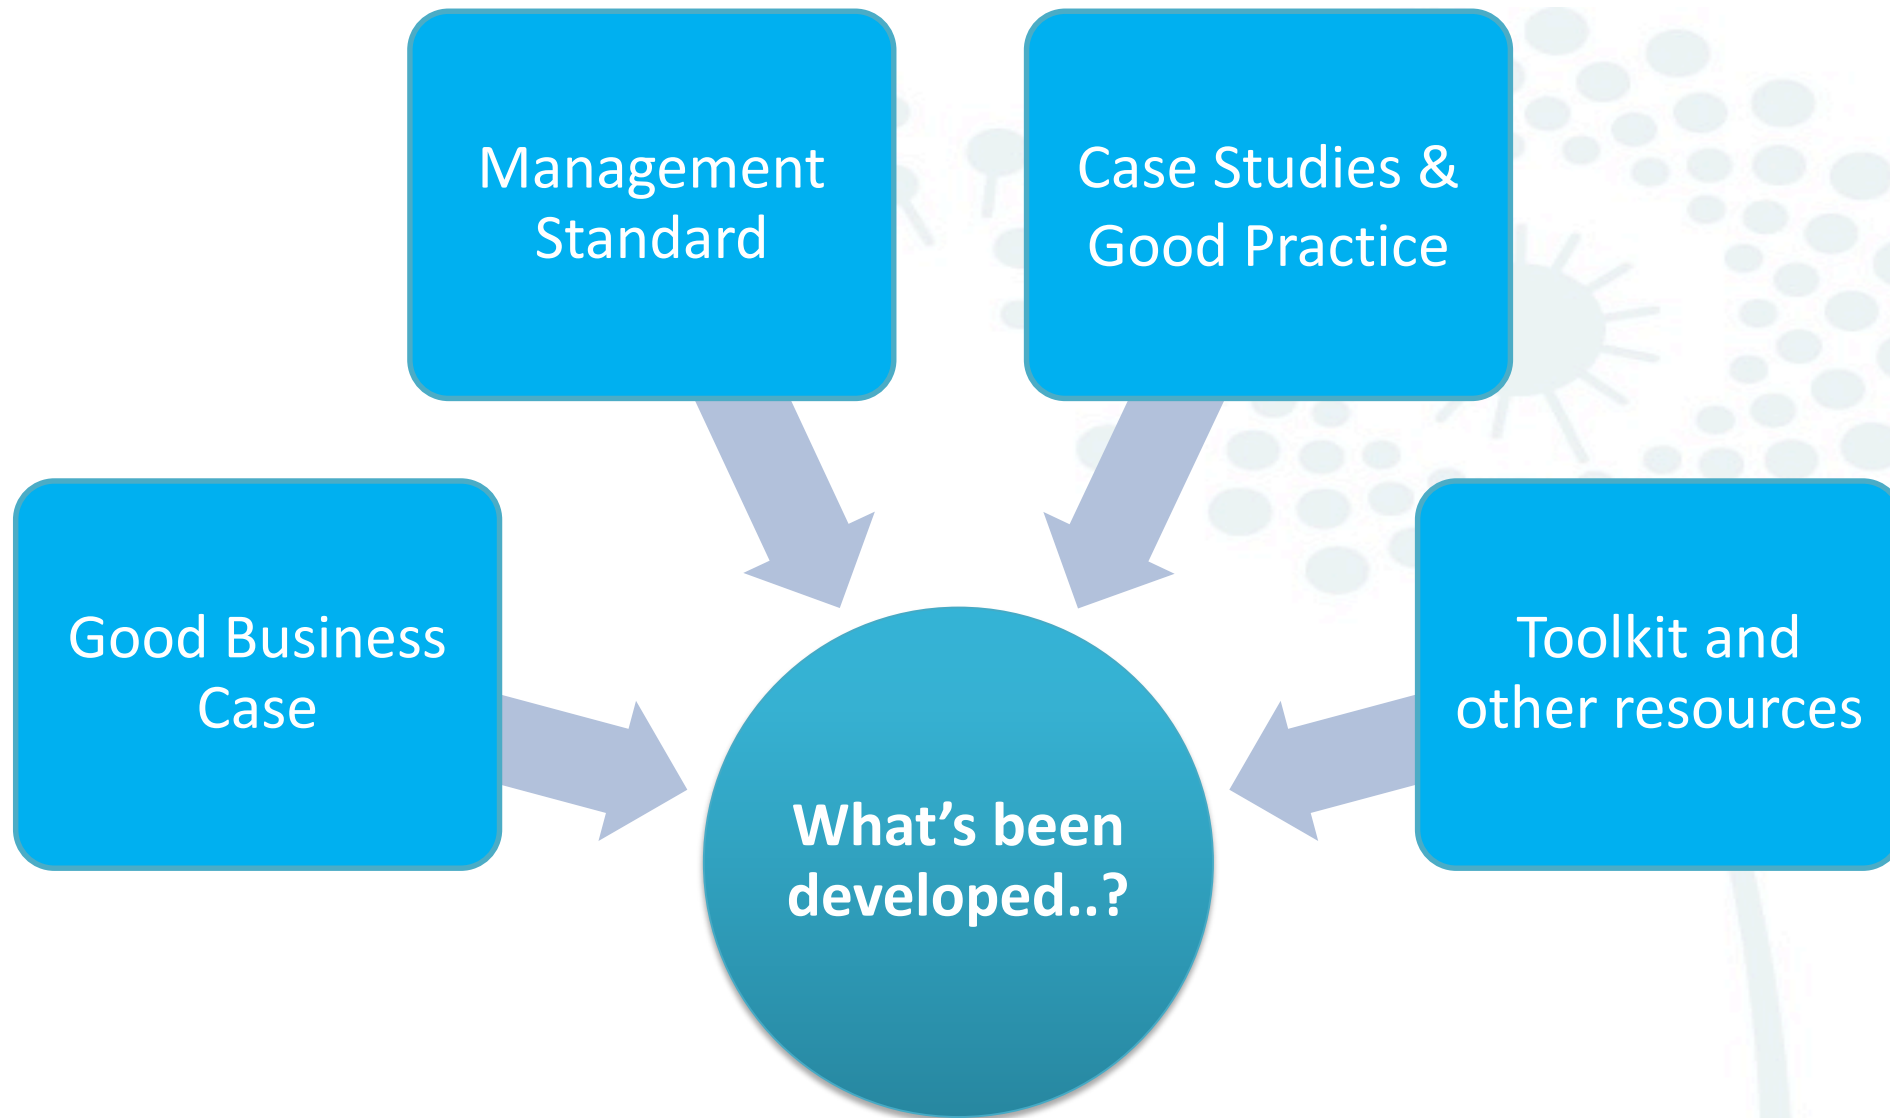 Management
Standard
Case Studies &
Good Practice
Good Business
Case
Toolkit and
other resources
What’s been
developed..?